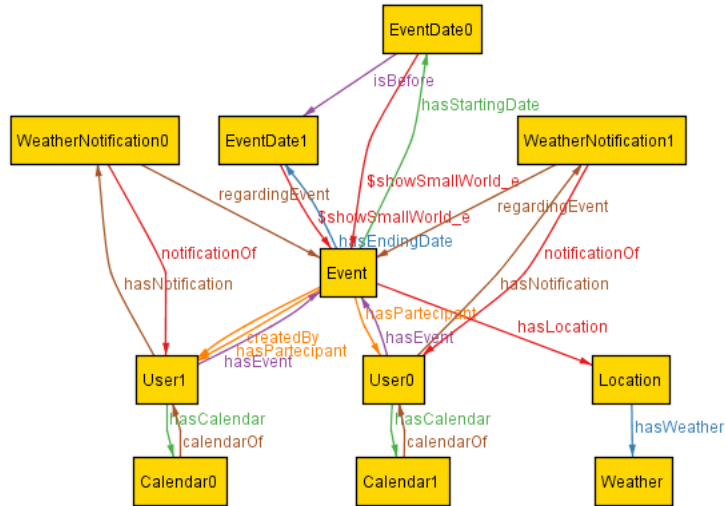 EventDate0
isBefore
hasStartingDate
WeatherNotification0
EventDate1
WeatherNotification1
$showSmallWorld_e
regardingEvent
regardingEvent
$showSmallWorld_e
hasEndingDate
notificationOf
notificationOf
Event
hasNotification
hasNotification
hasPartecipant
hasLocation
createdBy
hasEvent
hasPartecipant
hasEvent
User1
User0
Location
hasCalendar
hasCalendar
hasWeather
calendarOf
calendarOf
Calendar0
Calendar1
Weather